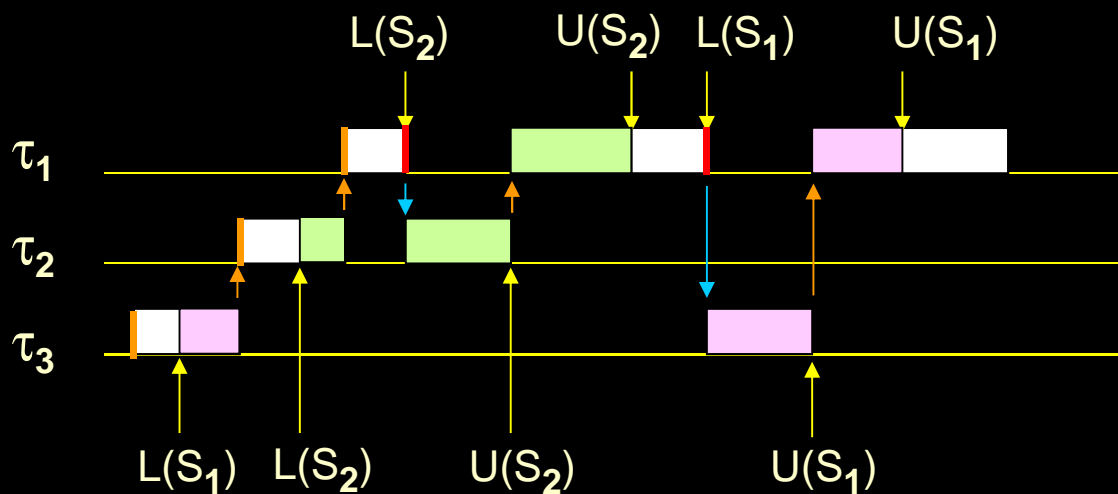 L(S₂) U(S₂) L(S₁) U(S₁)
τ₁
τ₂
τ₃
L(S₁) L(S₂) U(S₂) U(S₁)